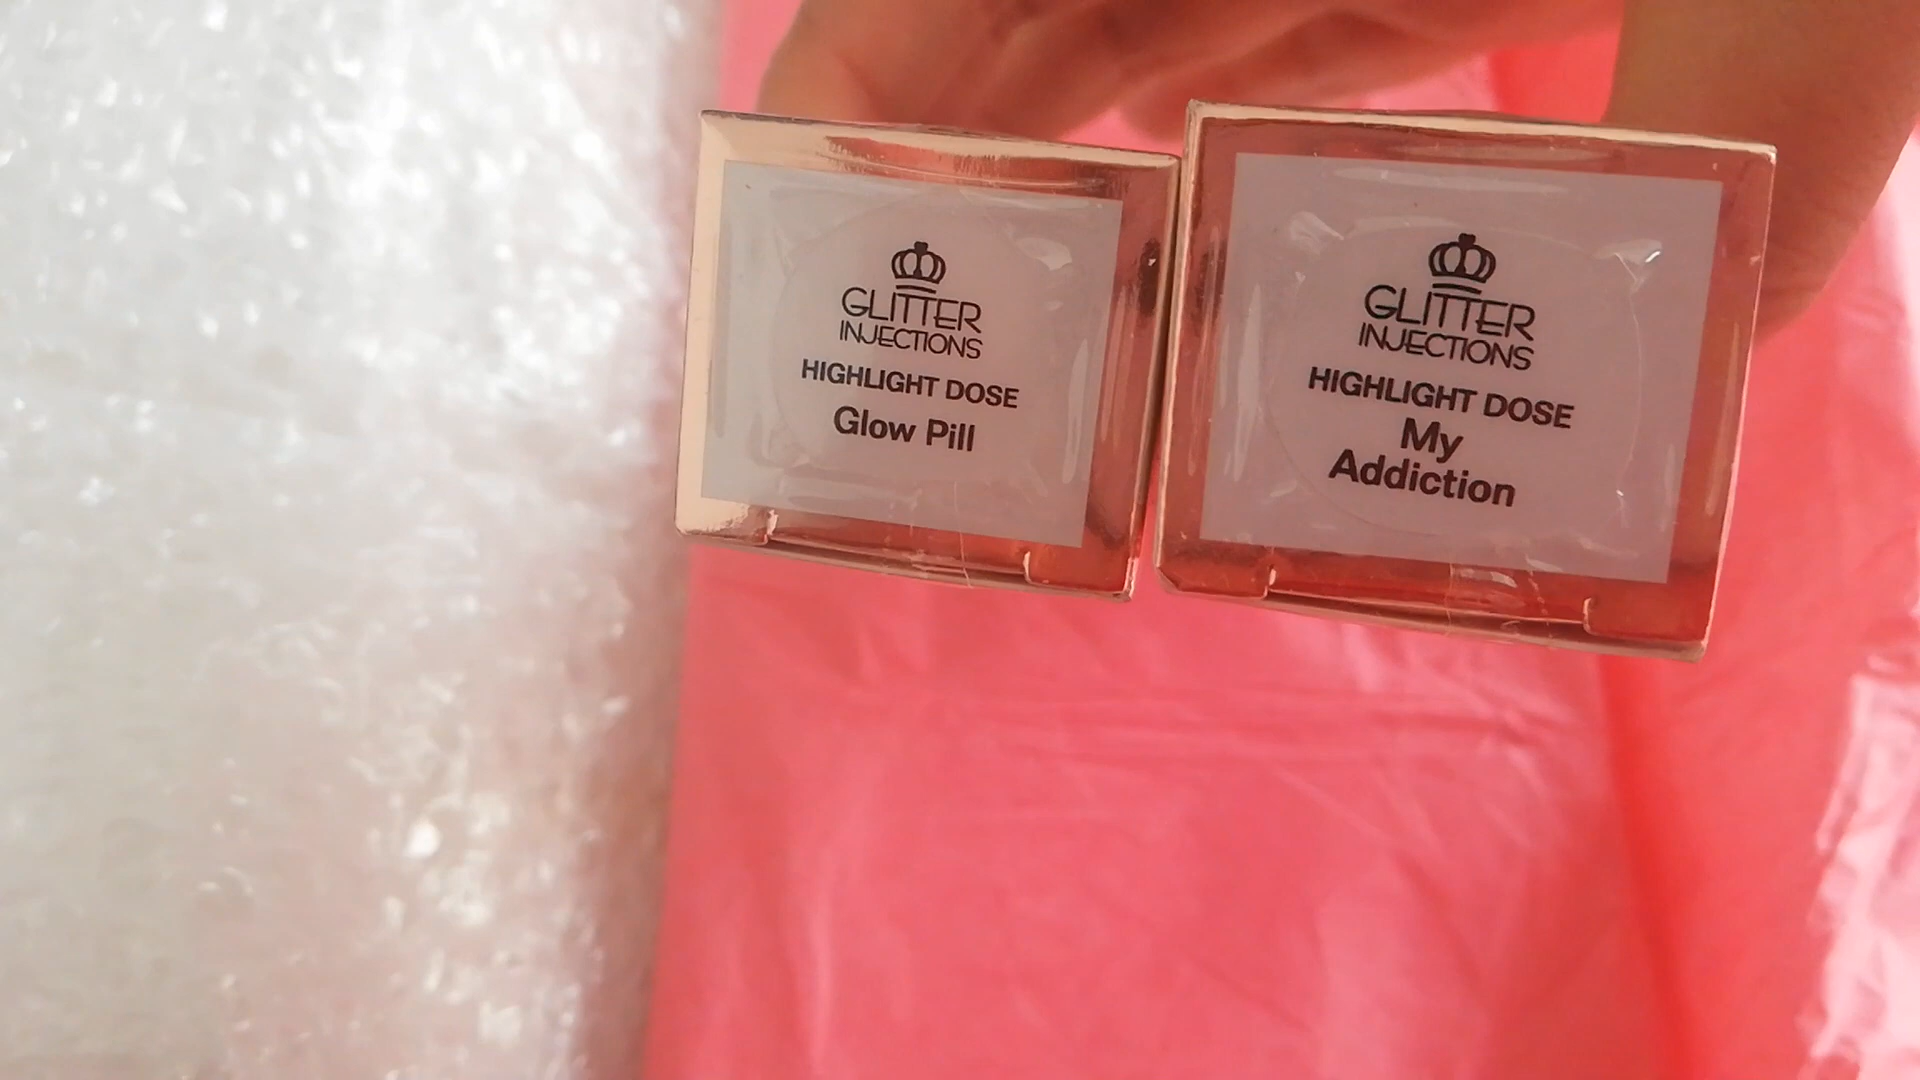 GLITTER
INJECTIONS
HIGHLIGHT DOSE
Glow Pill
GLITTER
INJECTIONS
HIGHLIGHT DOSE
My
Addiction